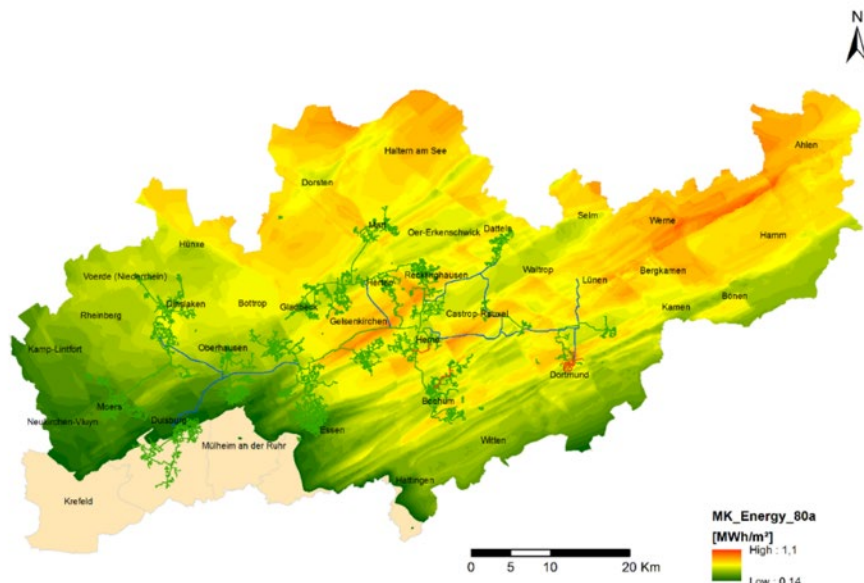 N
Ahlen
Haltern am See
Dorsten
Selm
Werne
Marl
Oer-Erkenschwick
Datteln
Hamm
Hünxe
Waltrop
Recklinghausen
Bergkamen
Voerde (Niederrhein)
Herten
Lünen
Bönen
Dinslaken
Bottrop
Gladbeck
Kamen
Rheinberg
Gelsenkirchen
Castrop-Rauxel
Herne
Kamp-Lintfort
Oberhausen
Dortmund
Moers
Bochum
Neukirchen-Vluyn
Duisburg
Essen
Mülheim an der Ruhr
Witten
Hattingen
Krefeld
MK_Energy_80a
[MWh/m²]
High : 1,1
Low : 0,14
0 5 10 20 Km